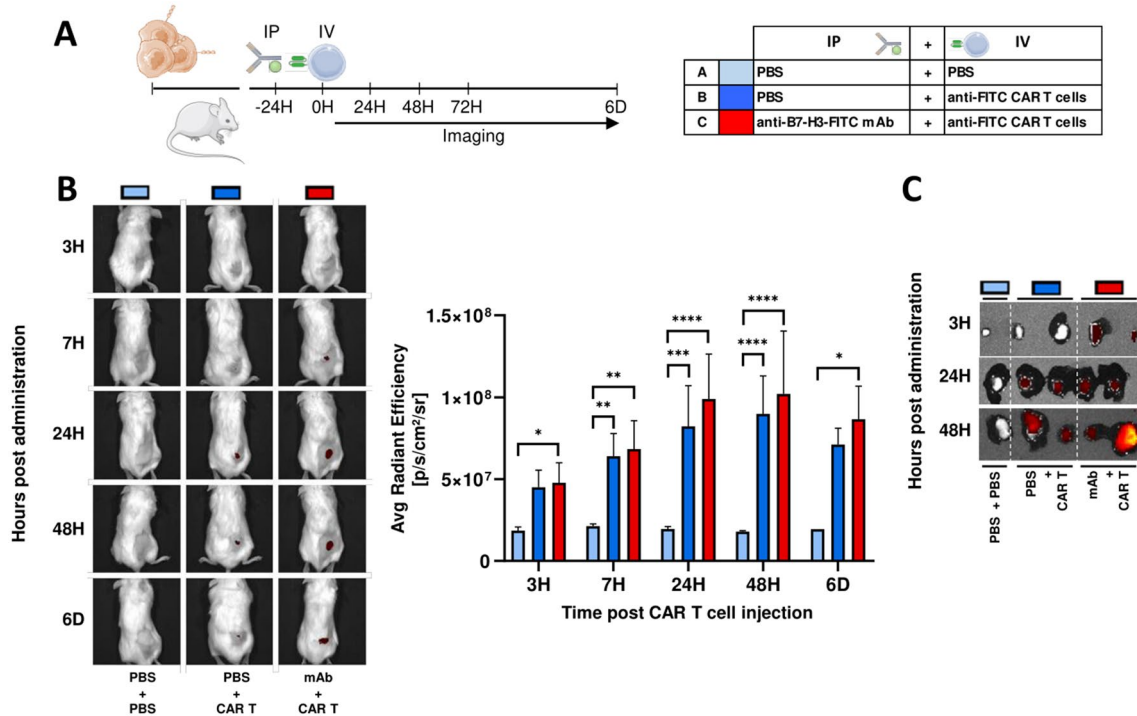 A
IP IV
-24H 0H 24H 48H 72H 6D
Imaging
IP + IV
A PBS + PBS
B PBS + anti-FITC CAR T cells
C anti-B7-H3-FITC mAb + anti-FITC CAR T cells
B
Hours post administration
3H
7H
24H
48H
6D
PBS + PBS
PBS + CAR T
mAb + CAR T
Avg Radiant Efficiency
[p/s/cm²/sr]
1.5×10⁸
1×10⁸
5×10⁷
0
*
**
**
****
***
****
****
*
3H 7H 24H 48H 6D
Time post CAR T cell injection
C
Hours post administration
3H
24H
48H
PBS + PBS
PBS + CAR T
mAb + CAR T